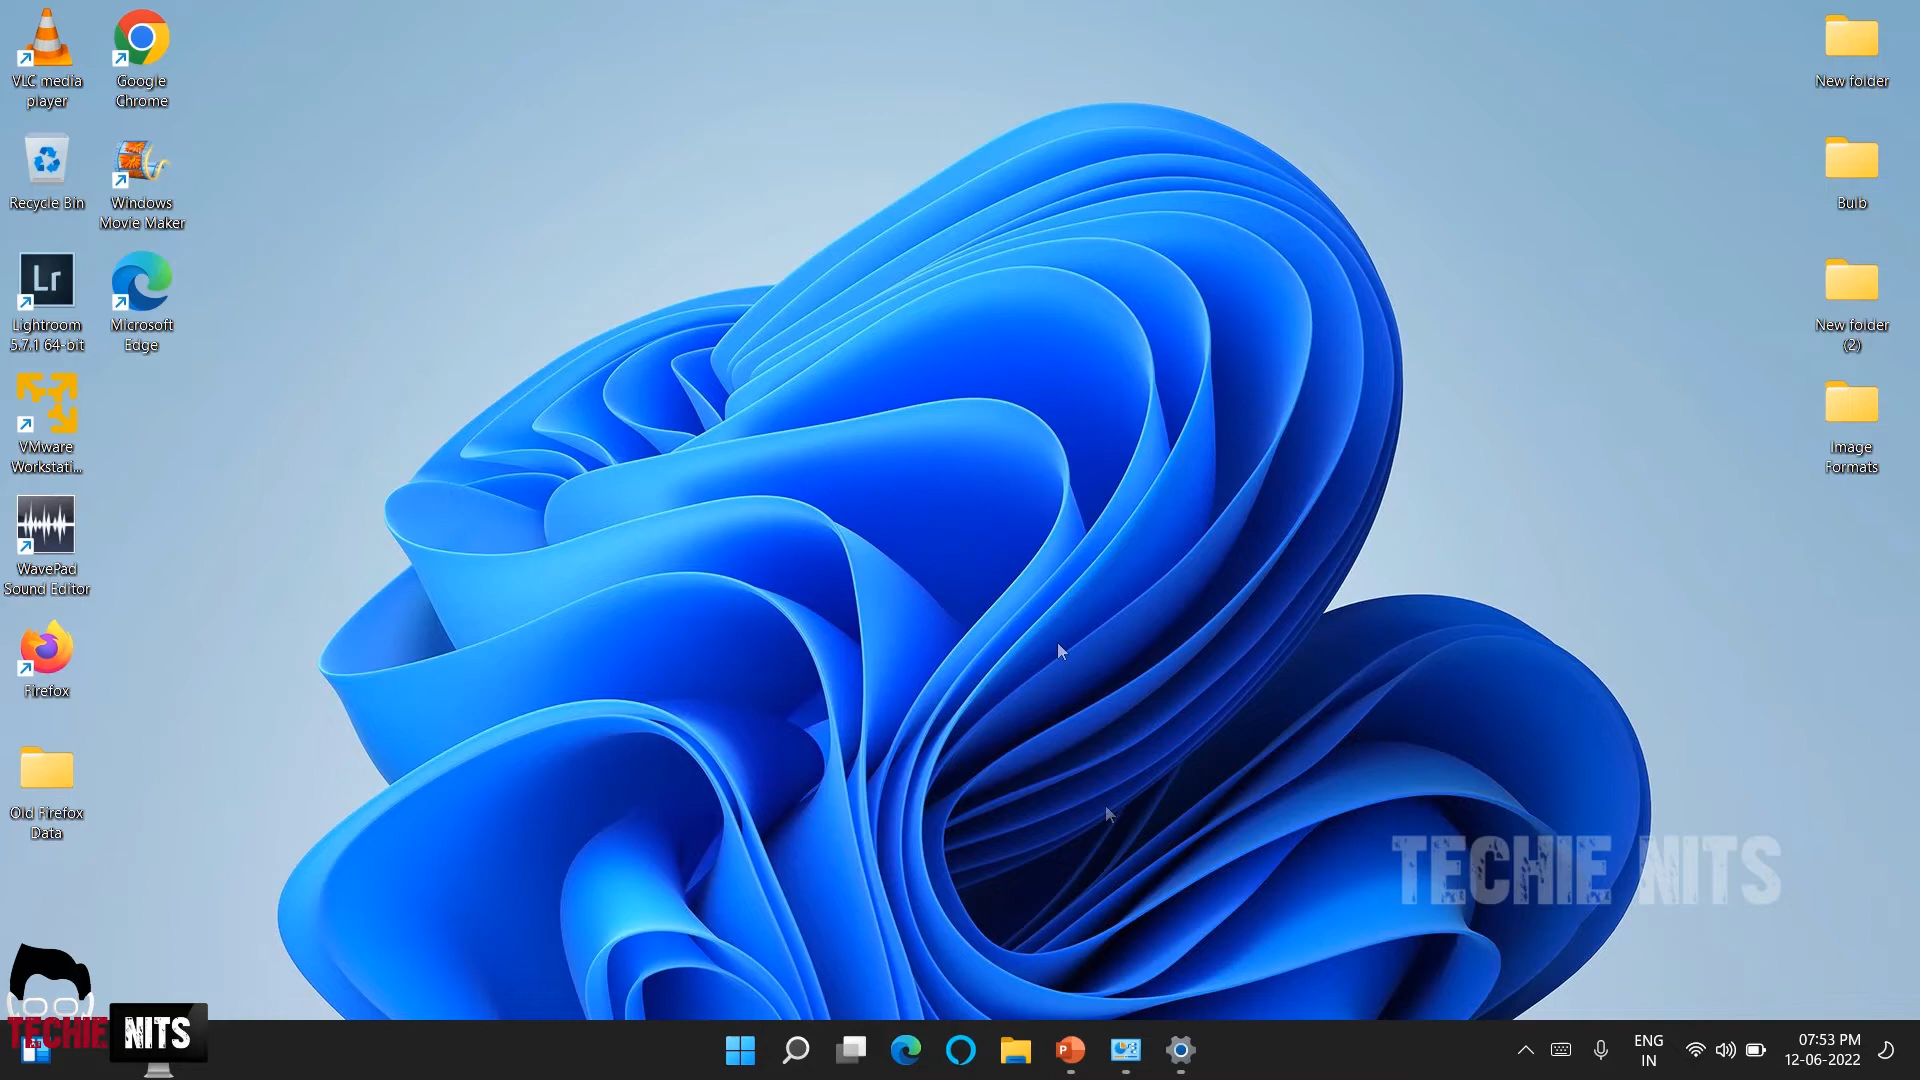 VLC media
player
Google
Chrome
Recycle Bin
Windows
Movie Maker
Lr
Lightroom
5.7.1 64-bit
Microsoft
Edge
VMware
Workstati...
WavePad
Sound Editor
Firefox
Old Firefox
Data
New folder
Bulb
New folder
(2)
Image
Formats
TECHIE NITS
TECHIE NITS
P
ENG
IN
07:53 PM
12-06-2022